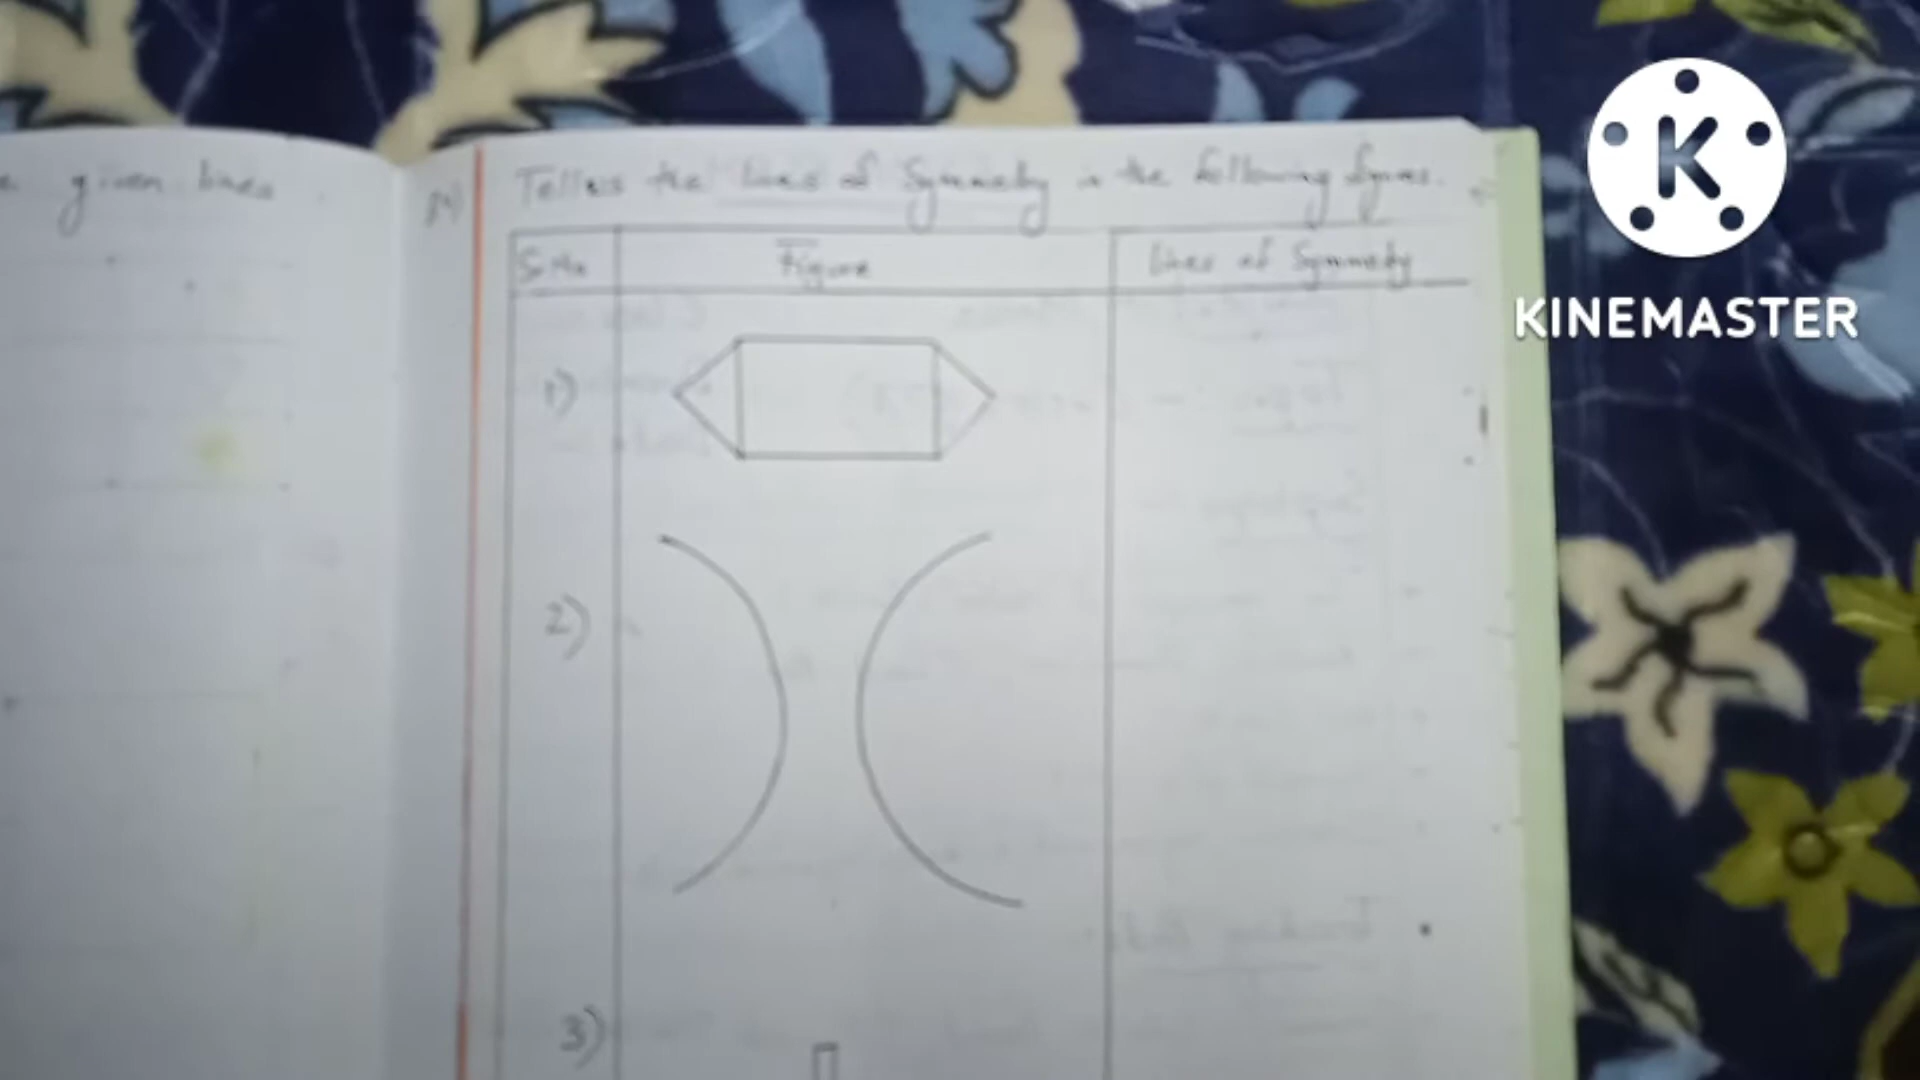 given lines
Tell us the lines of Symmetry in the following figures.
S.No
Figure
Lines of Symmetry
1)
2)
3)
K
KINEMASTER